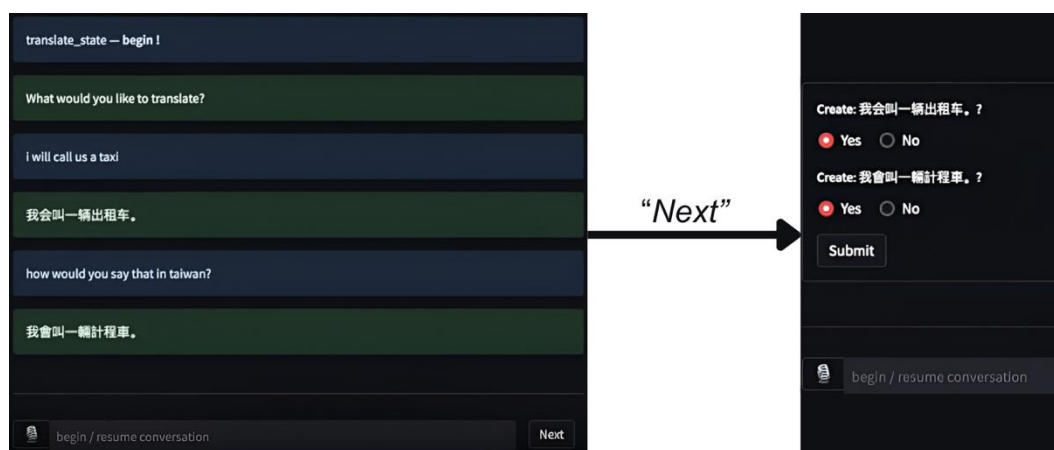 translate_state — begin !
What would you like to translate?
i will call us a taxi
我会叫一辆出租车。
how would you say that in taiwan?
我會叫一輛計程車。
begin / resume conversation
Next
“Next”
Create: 我会叫一辆出租车。?
Yes No
Create: 我會叫一輛計程車。?
Yes No
Submit
begin / resume conversation